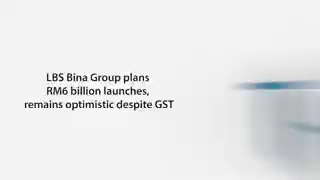 LBS Bina Group plans
RM6 billion launches,
remains optimistic despite GST